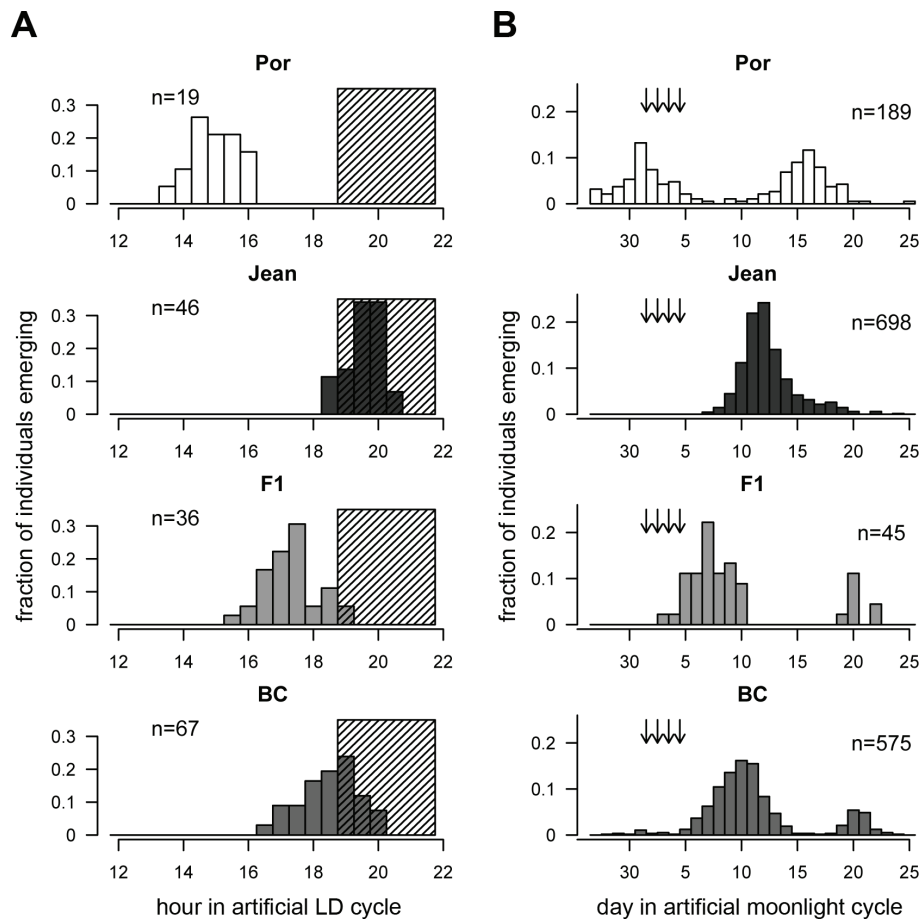 A
B
fraction of individuals emerging
fraction of individuals emerging
Por
n=19
0.3
0.2
0.1
0
12 14 16 18 20 22
Por
n=189
0.2
0.1
0
30 5 10 15 20 25
Jean
n=46
0.3
0.2
0.1
0
12 14 16 18 20 22
Jean
n=698
0.2
0.1
0
30 5 10 15 20 25
F1
n=36
0.3
0.2
0.1
0
12 14 16 18 20 22
F1
n=45
0.2
0.1
0
30 5 10 15 20 25
BC
n=67
0.3
0.2
0.1
0
12 14 16 18 20 22
BC
n=575
0.2
0.1
0
30 5 10 15 20 25
hour in artificial LD cycle
day in artificial moonlight cycle